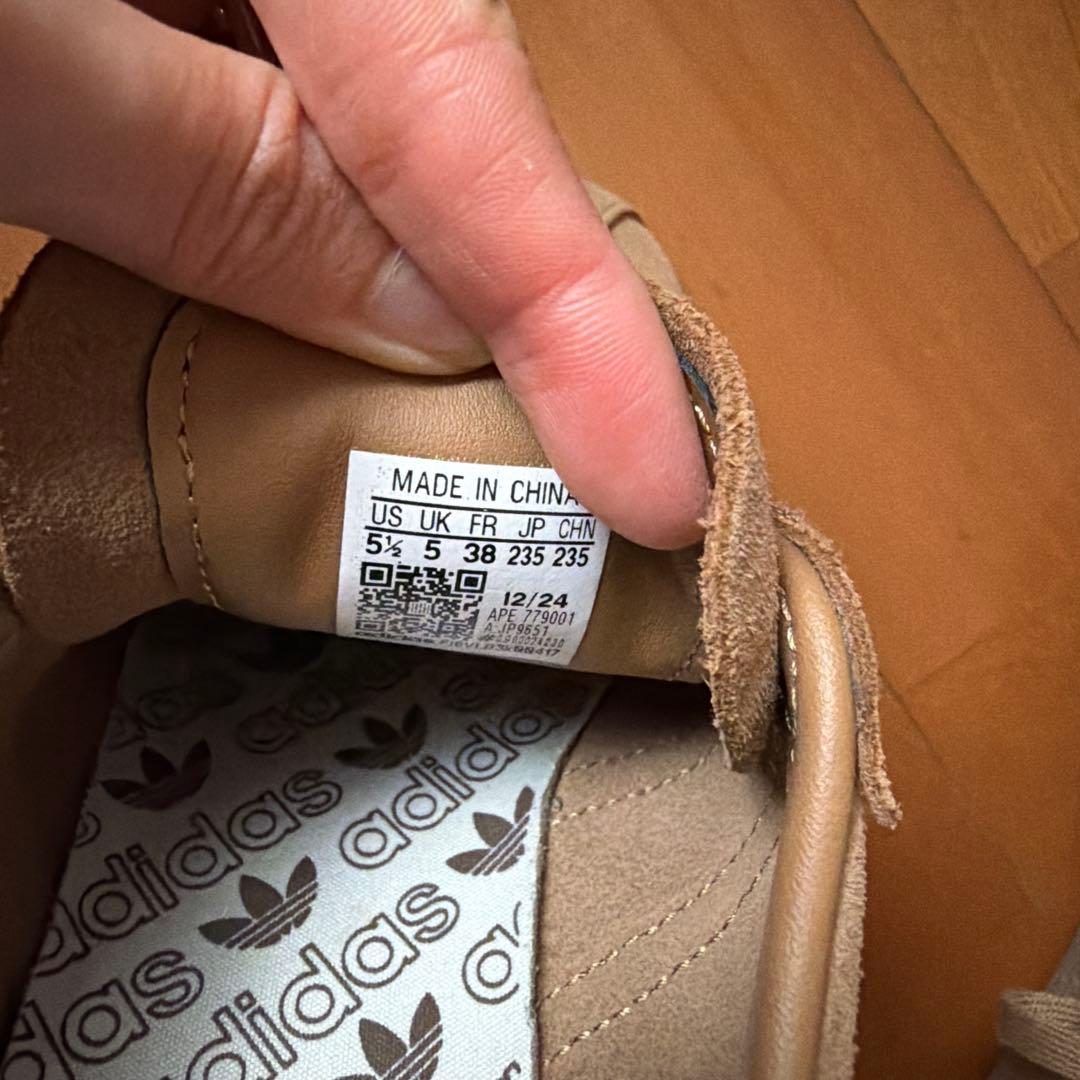 MADE IN CHINA
US UK FR JP CHN
5½ 5 38 235 235
12/24
APE 779001
A.JP9651
adidas
adidas
adidas
adidas